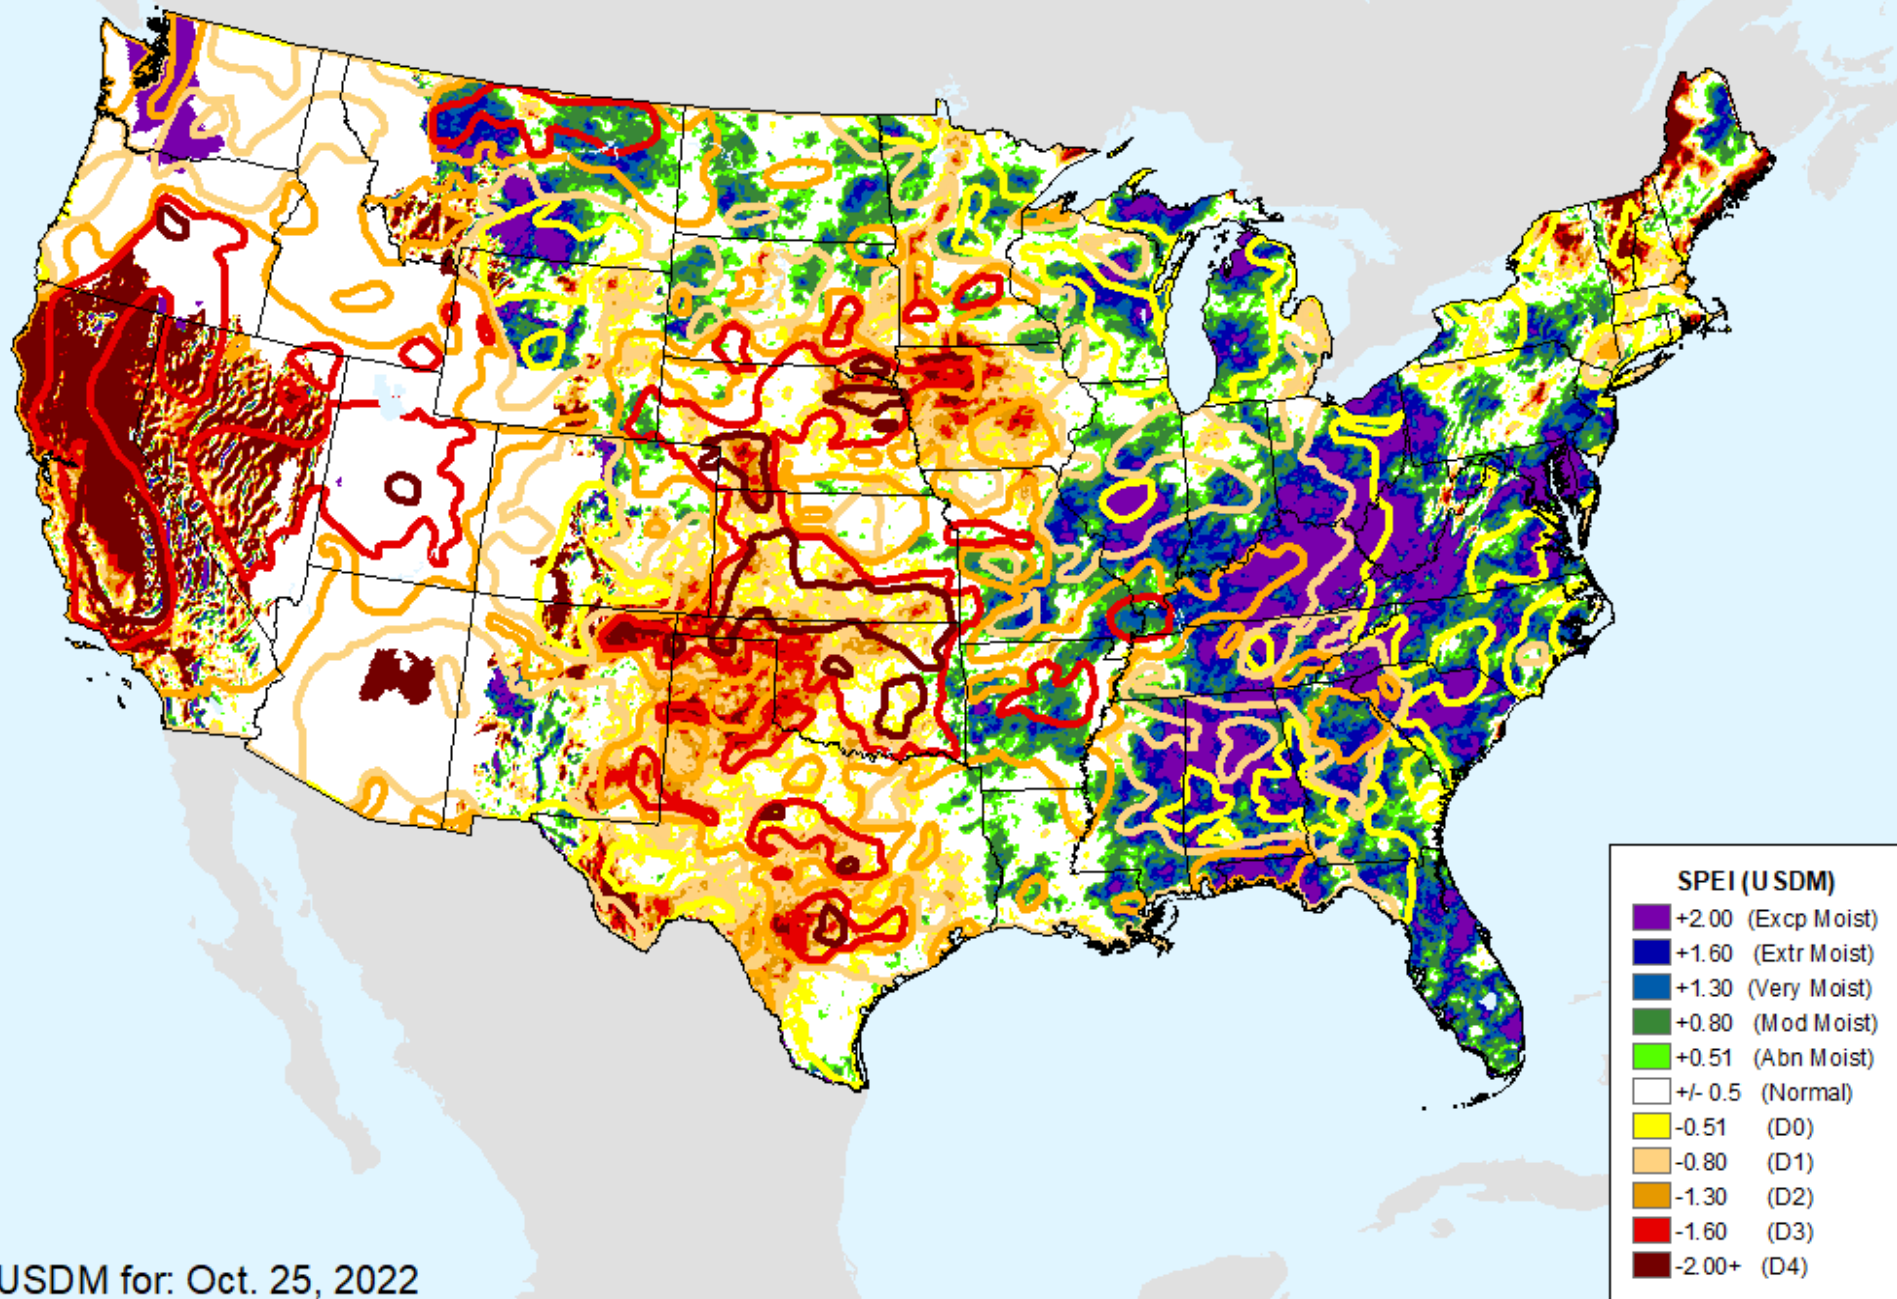 SPEI (USDM)
+2.00 (Excp Moist)
+1.60 (Extr Moist)
+1.30 (Very Moist)
+0.80 (Mod Moist)
+0.51 (Abn Moist)
+/- 0.5 (Normal)
-0.51 (D0)
-0.80 (D1)
-1.30 (D2)
-1.60 (D3)
-2.00+ (D4)
USDM for: Oct. 25, 2022